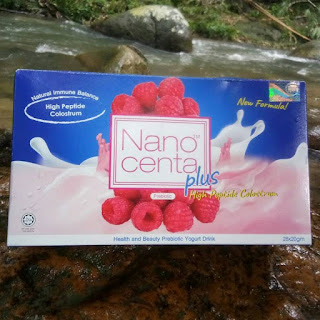 Natural Immune Balance
High Peptide
Colostrum
New Formula!
Nano
centa
plus
High Peptide Colostrum
Health and Beauty Prebiotic Yogurt Drink
28x20gm